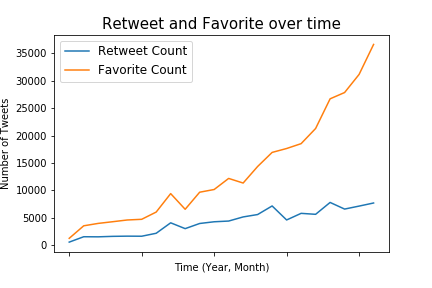 Retweet and Favorite over time
Retweet Count
Favorite Count
35000
30000
25000
20000
15000
10000
5000
0
Number of Tweets
Time (Year, Month)